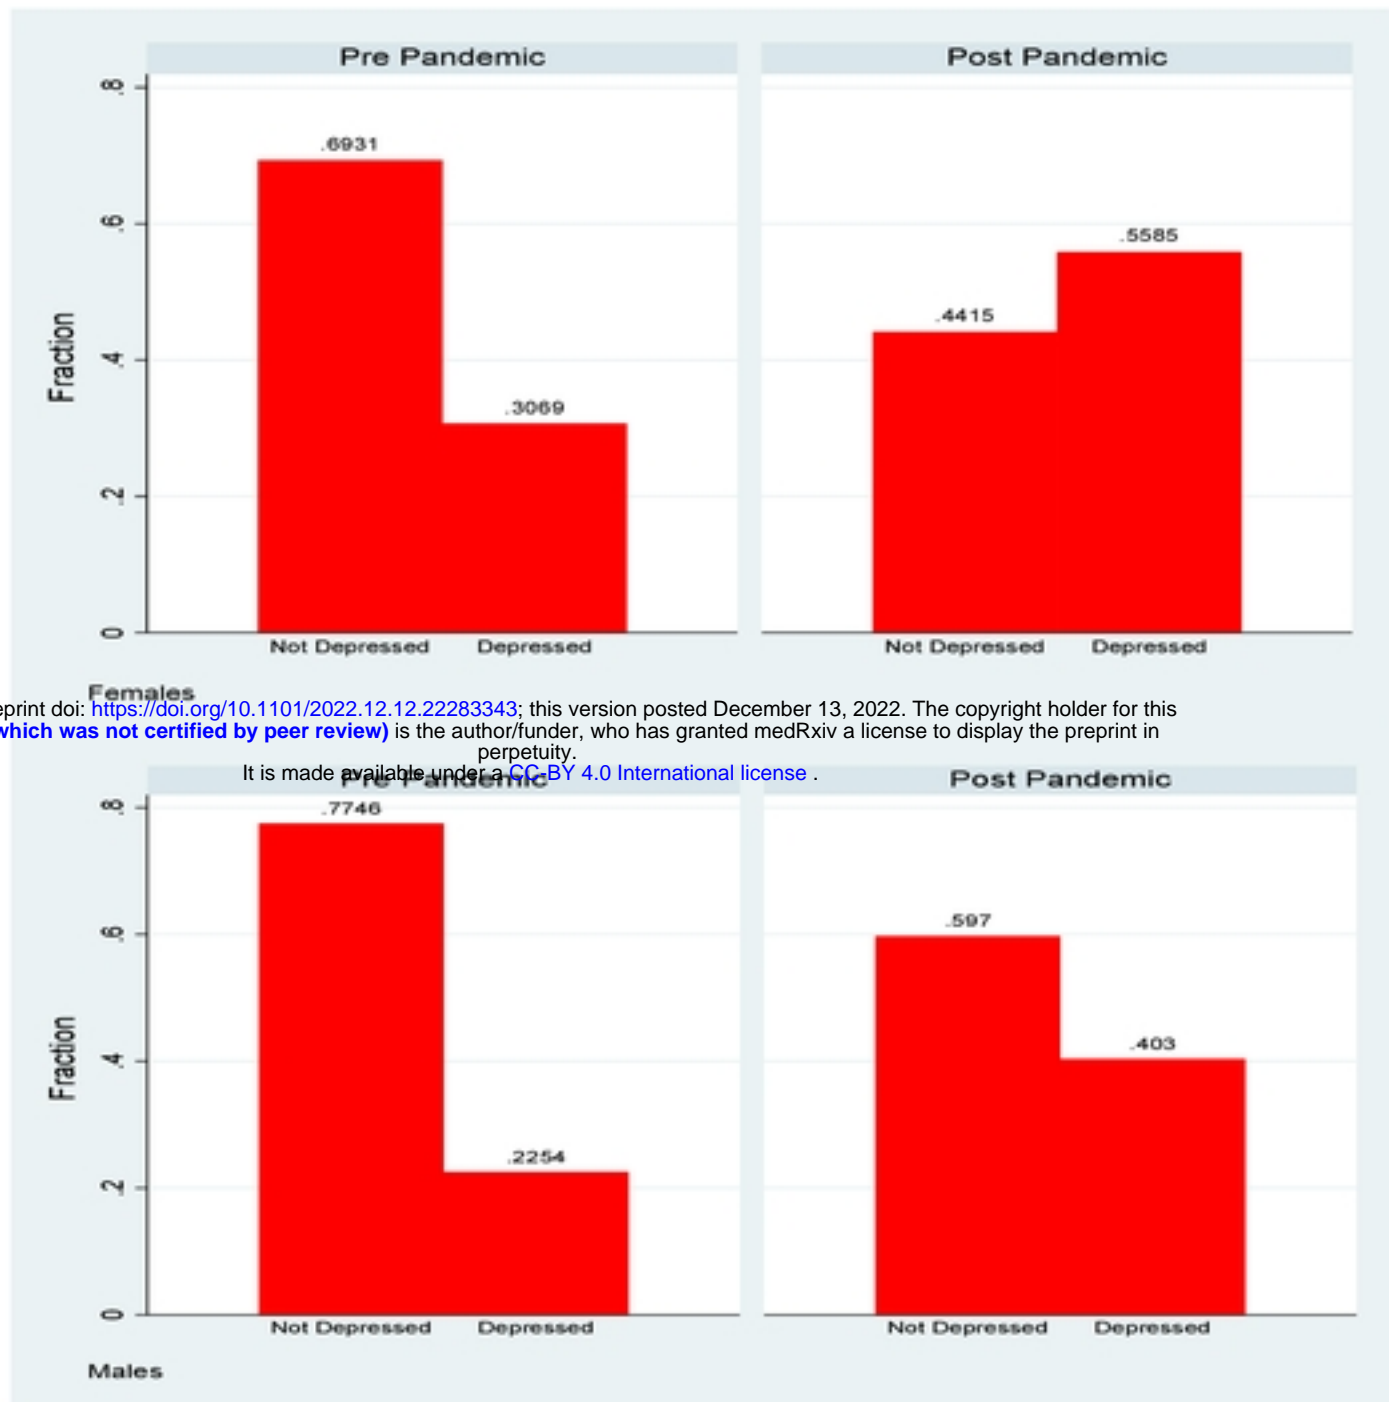 Pre Pandemic
Post Pandemic
Fraction
.8
.6
.4
.2
0
.6931
.3069
.4415
.5585
Not Depressed
Depressed
Not Depressed
Depressed
Females
eprint doi: https://doi.org/10.1101/2022.12.12.22283343; this version posted December 13, 2022. The copyright holder for this
which was not certified by peer review) is the author/funder, who has granted medRxiv a license to display the preprint in
perpetuity.
It is made available under a CC-BY 4.0 International license .
Pre Pandemic
Post Pandemic
Fraction
.8
.6
.4
.2
0
.7746
.2254
.597
.403
Not Depressed
Depressed
Not Depressed
Depressed
Males